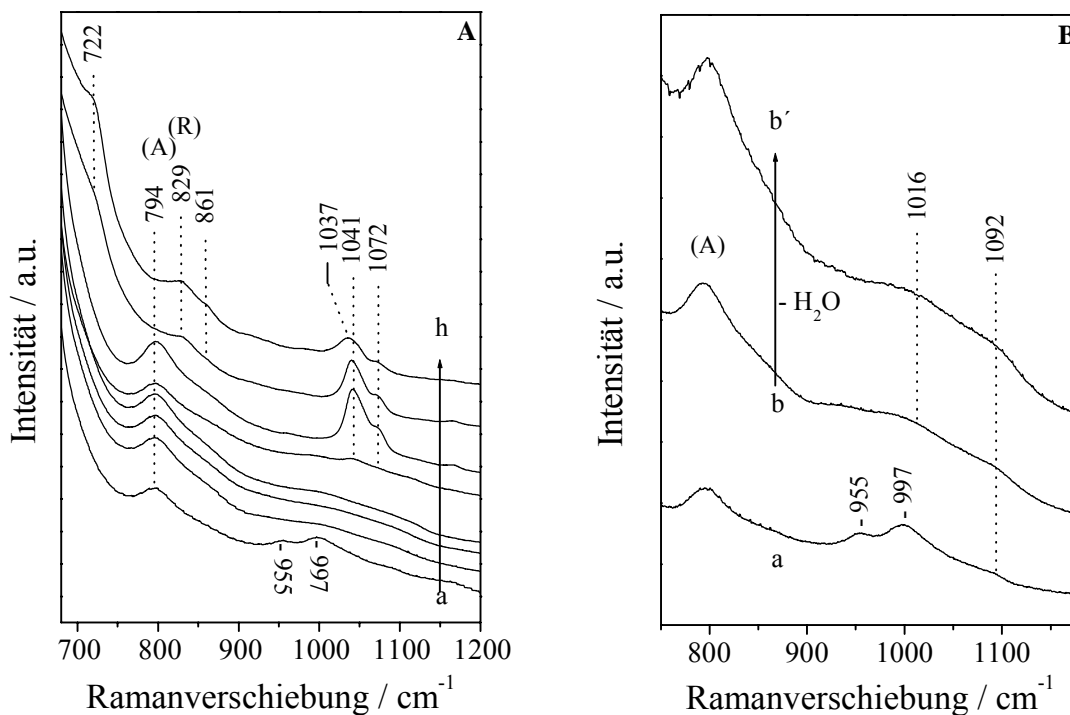 A
722
(A)
(R)
794
829
861
1037
1041
1072
h
a
955
997
Intensität / a.u.
700 800 900 1000 1100 1200
Ramanverschiebung / cm⁻¹
B
b´
1016
1092
(A)
- H₂O
b
- 955
- 997
a
Intensität / a.u.
800 900 1000 1100
Ramanverschiebung / cm⁻¹